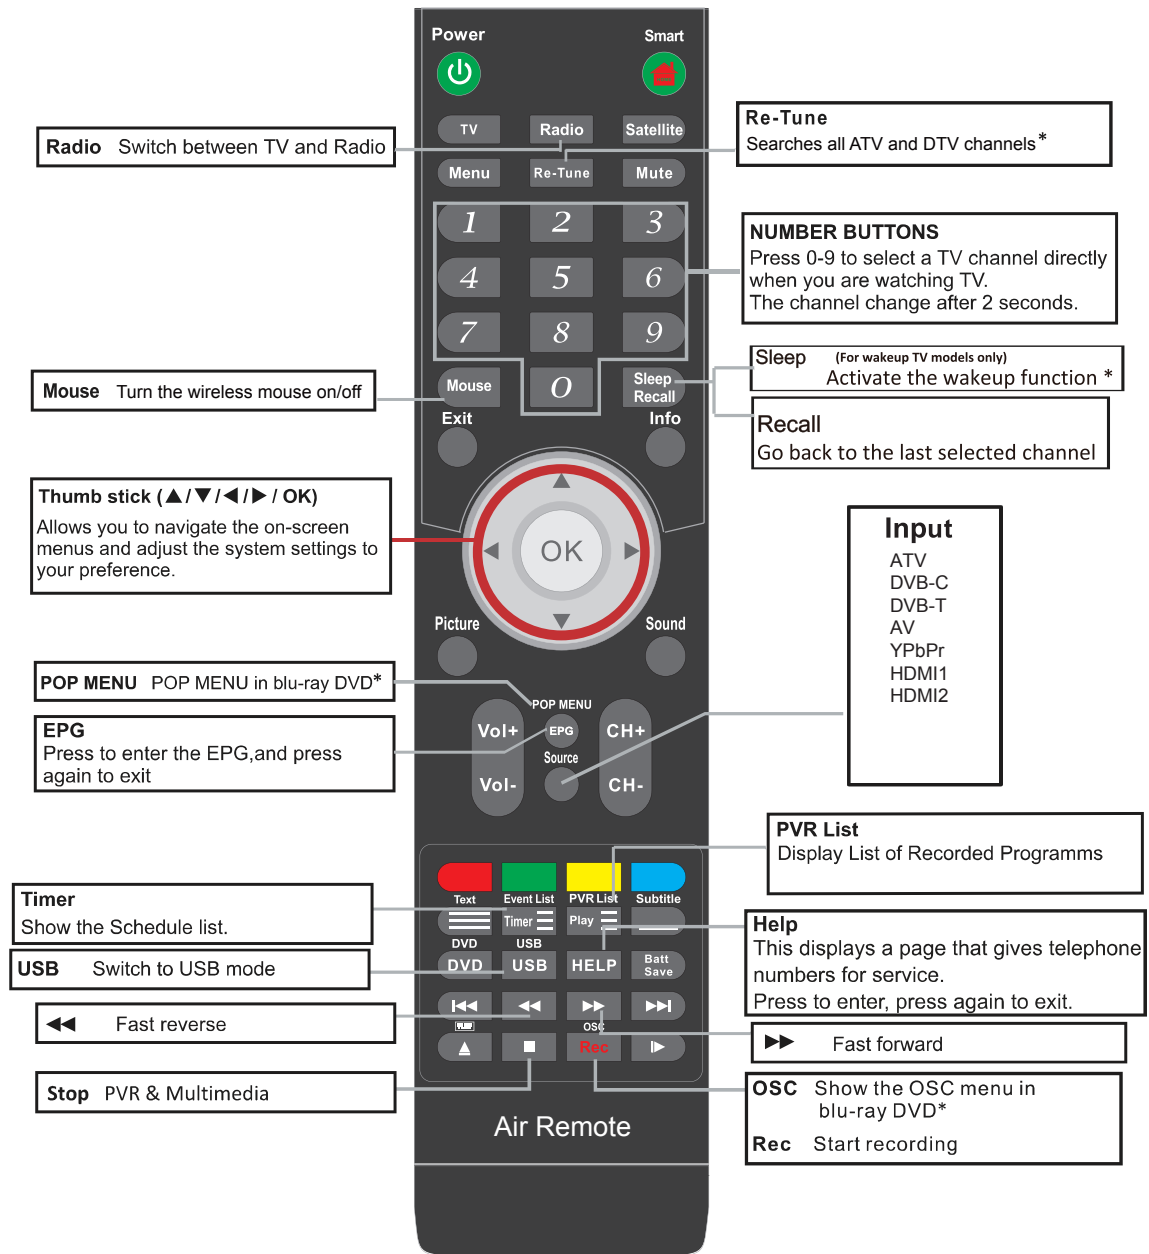 Power Smart
TV Radio Satellite
Menu Re-Tune Mute
1 2 3
4 5 6
7 8 9
Mouse 0 Sleep
Recall
Exit Info
OK
Picture Sound
POP MENU
Vol+ EPG CH+
Source
Vol- CH-
Text Event List PVR List Subtitle
Timer Play
DVD USB
DVD USB HELP Batt
Save
OSC
Rec
Air Remote
Radio Switch between TV and Radio
Mouse Turn the wireless mouse on/off
Thumb stick (▲/▼/◀/▶ / OK)
Allows you to navigate the on-screen
menus and adjust the system settings to
your preference.
POP MENU POP MENU in blu-ray DVD*
EPG
Press to enter the EPG,and press
again to exit
Timer
Show the Schedule list.
USB Switch to USB mode
◀◀ Fast reverse
Stop PVR & Multimedia
Re-Tune
Searches all ATV and DTV channels*
NUMBER BUTTONS
Press 0-9 to select a TV channel directly
when you are watching TV.
The channel change after 2 seconds.
Sleep (For wakeup TV models only)
Activate the wakeup function *
Recall
Go back to the last selected channel
Input
ATV
DVB-C
DVB-T
AV
YPbPr
HDMI1
HDMI2
PVR List
Display List of Recorded Programms
Help
This displays a page that gives telephone
numbers for service.
Press to enter, press again to exit.
▶▶ Fast forward
OSC Show the OSC menu in
blu-ray DVD*
Rec Start recording